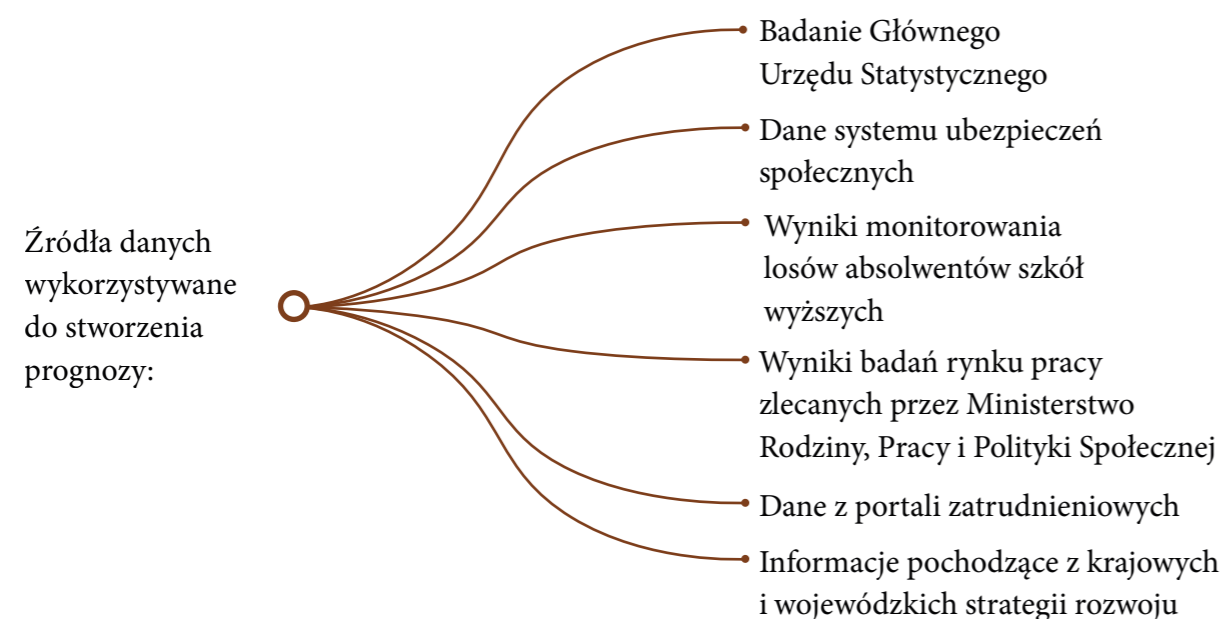 Źródła danych
wykorzystywane
do stworzenia
prognozy:
Badanie Głównego
Urzędu Statystycznego
Dane systemu ubezpieczeń
społecznych
Wyniki monitorowania
losów absolwentów szkół
wyższych
Wyniki badań rynku pracy
zlecanych przez Ministerstwo
Rodziny, Pracy i Polityki Społecznej
Dane z portali zatrudnieniowych
Informacje pochodzące z krajowych
i wojewódzkich strategii rozwoju